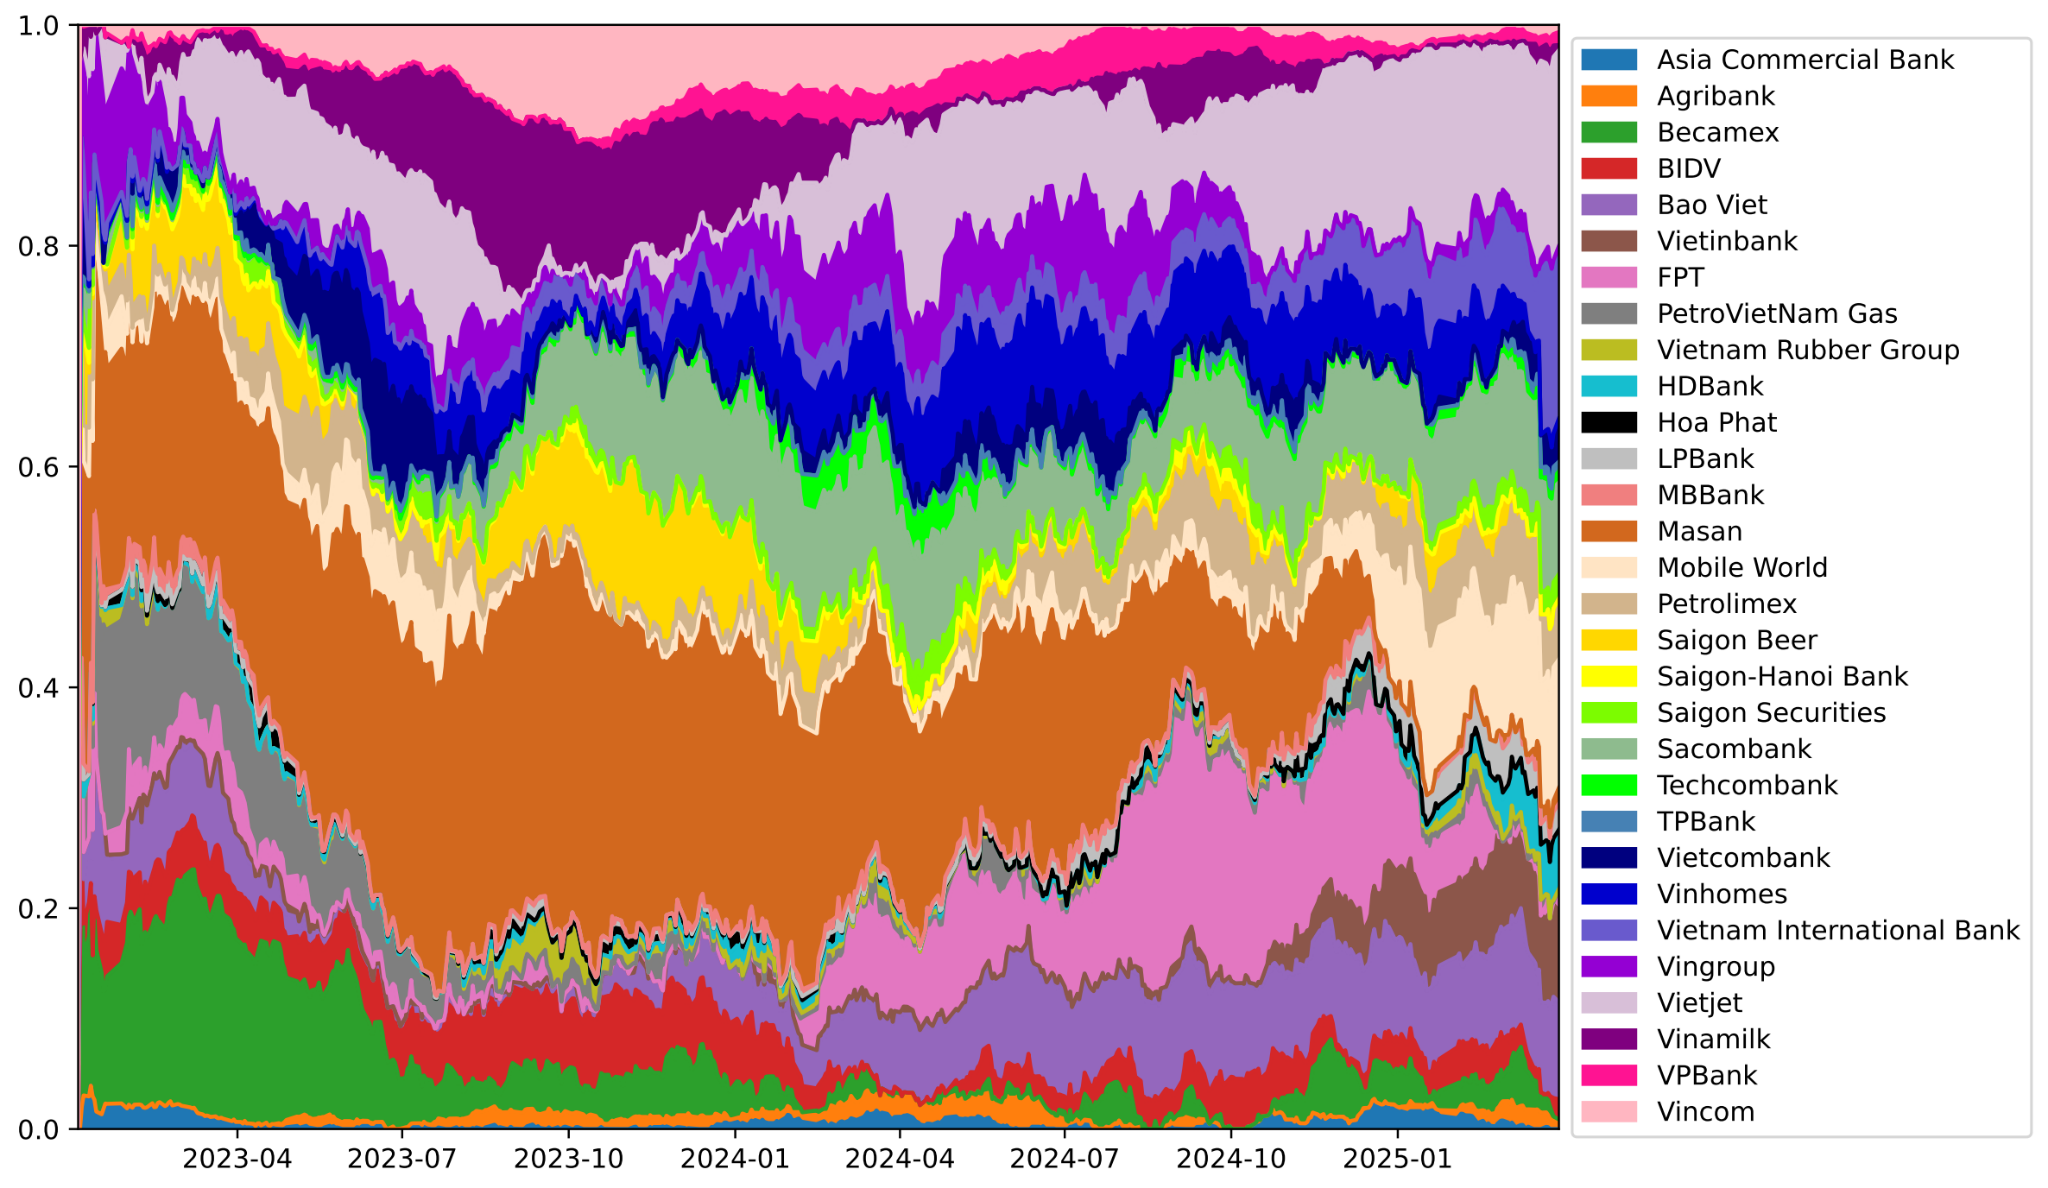 1.0
0.8
0.6
0.4
0.2
0.0
2023-04
2023-07
2023-10
2024-01
2024-04
2024-07
2024-10
2025-01
Asia Commercial Bank
Agribank
Becamex
BIDV
Bao Viet
Vietinbank
FPT
PetroVietNam Gas
Vietnam Rubber Group
HDBank
Hoa Phat
LPBank
MBBank
Masan
Mobile World
Petrolimex
Saigon Beer
Saigon-Hanoi Bank
Saigon Securities
Sacombank
Techcombank
TPBank
Vietcombank
Vinhomes
Vietnam International Bank
Vingroup
Vietjet
Vinamilk
VPBank
Vincom